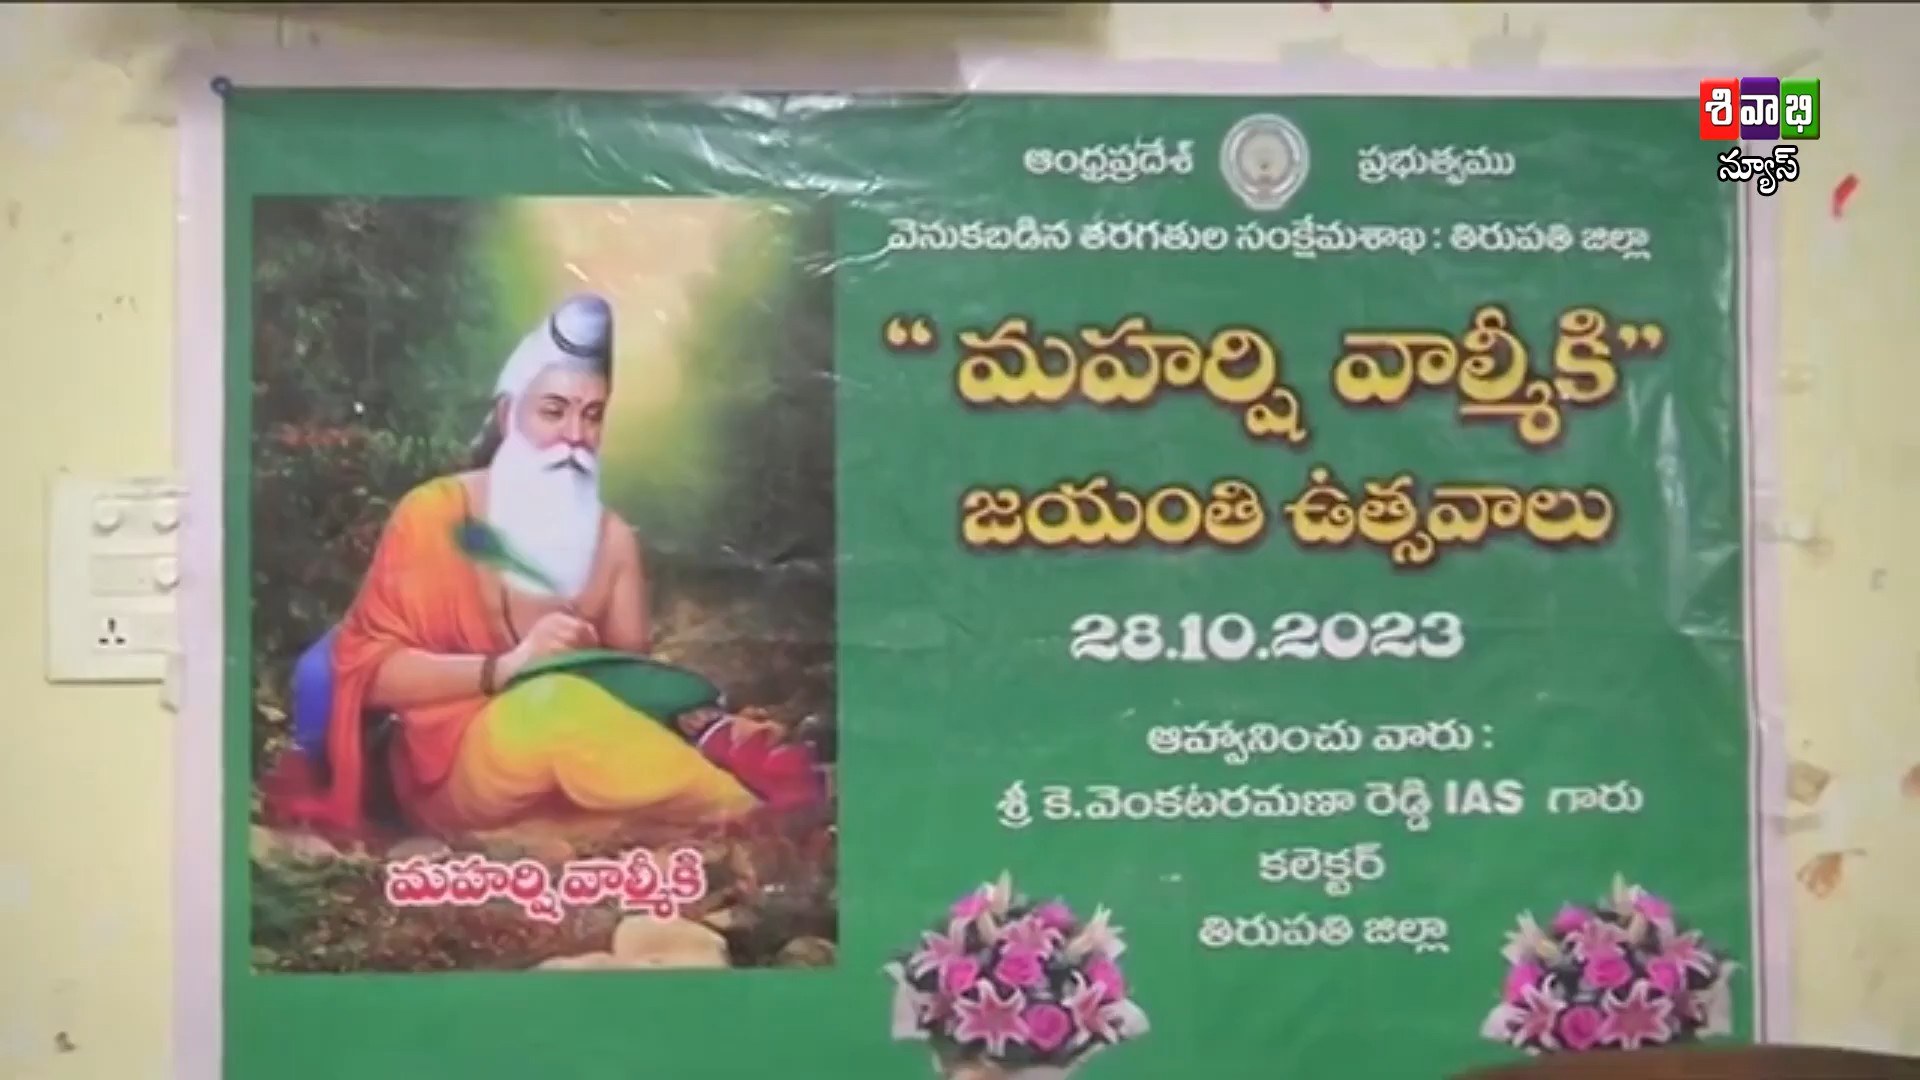 శివాభి
న్యూస్
ఆంధ్రప్రదేశ్ ప్రభుత్వము
వెనుకబడిన తరగతుల సంక్షేమశాఖ : తిరుపతి జిల్లా
“ మహర్షి వాల్మీకి”
జయంతి ఉత్సవాలు
28.10.2023
ఆహ్వానించు వారు :
శ్రీ కె.వెంకటరమణా రెడ్డి IAS గారు
కలెక్టర్
తిరుపతి జిల్లా
మహర్షి వాల్మీకి